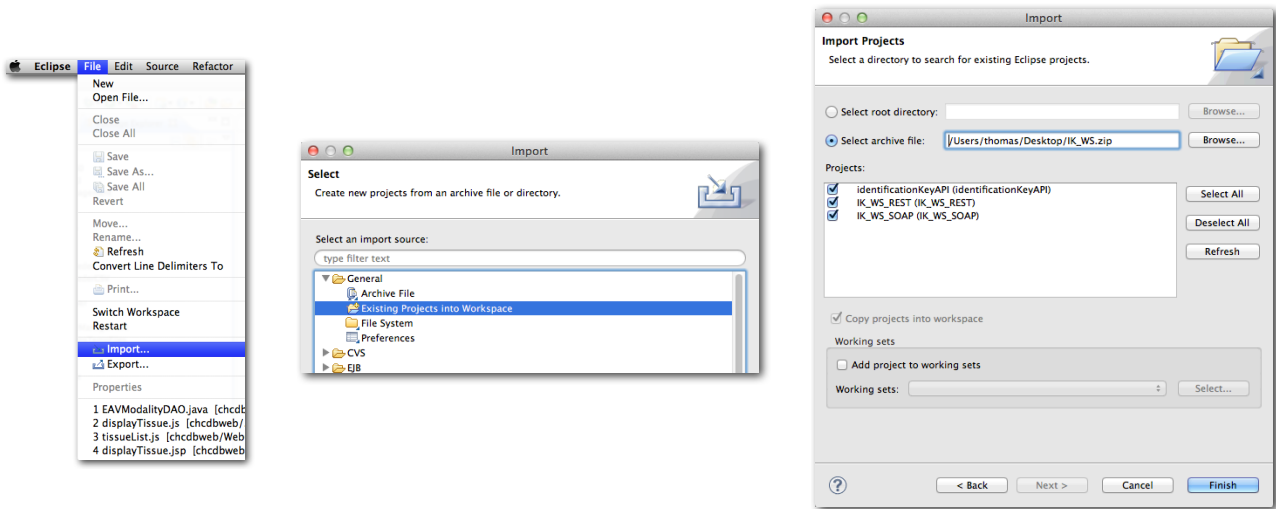 Eclipse File Edit Source Refactor
New
Open File...
Close
Close All
Save
Save As...
Save All
Revert
Move...
Rename...
Refresh
Convert Line Delimiters To
Print...
Switch Workspace
Restart
Import...
Export...
Properties
1 EAVModalityDAO.java [chcdb
2 displayTissue.js [chcdbweb/
3 tissueList.js [chcdbweb/Web
4 displayTissue.jsp [chcdbweb
Import
Select
Create new projects from an archive file or directory.
Select an import source:
type filter text
General
Archive File
Existing Projects into Workspace
File System
Preferences
CVS
EJB
Import
Import Projects
Select a directory to search for existing Eclipse projects.
Select root directory: Browse...
Select archive file: /Users/thomas/Desktop/IK_WS.zip Browse...
Projects:
identificationKeyAPI (identificationKeyAPI)
IK_WS_REST (IK_WS_REST)
IK_WS_SOAP (IK_WS_SOAP)
Select All
Deselect All
Refresh
Copy projects into workspace
Working sets
Add project to working sets
Working sets: Select...
? < Back Next > Cancel Finish